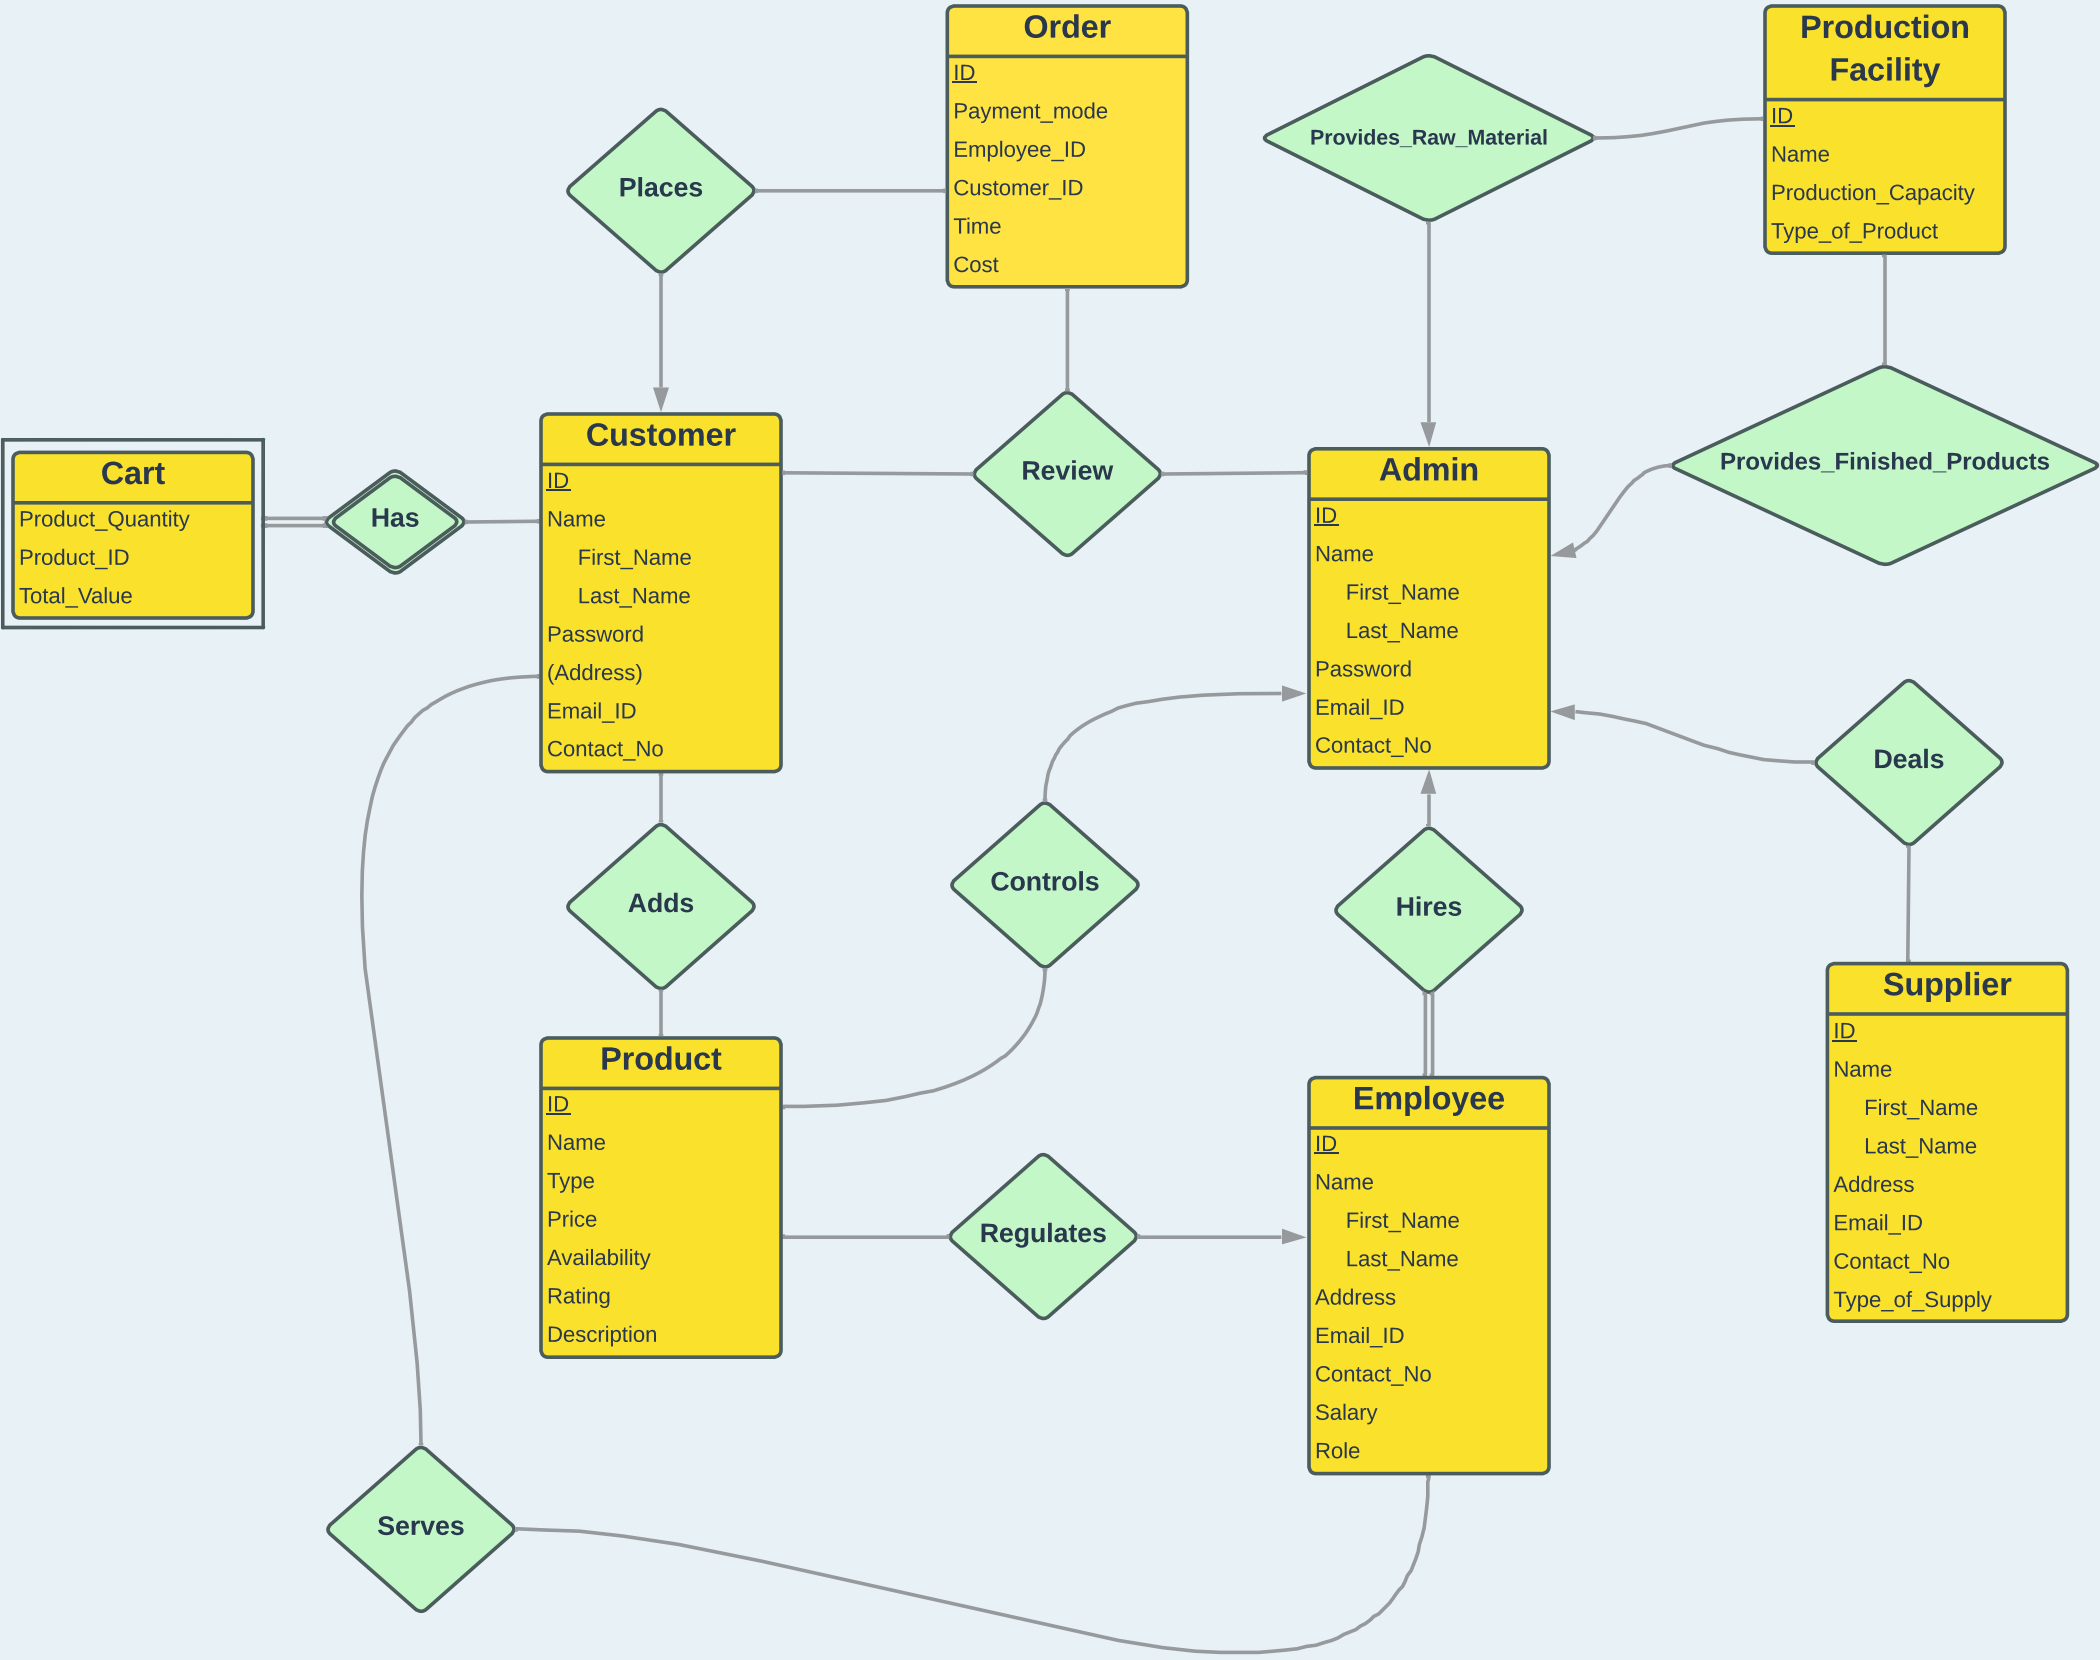 Order
ID
Payment_mode
Employee_ID
Customer_ID
Time
Cost
Production
Facility
ID
Name
Production_Capacity
Type_of_Product
Provides_Raw_Material
Places
Customer
ID
Name
First_Name
Last_Name
Password
(Address)
Email_ID
Contact_No
Cart
Product_Quantity
Product_ID
Total_Value
Has
Review
Admin
ID
Name
First_Name
Last_Name
Password
Email_ID
Contact_No
Provides_Finished_Products
Deals
Adds
Controls
Hires
Supplier
ID
Name
First_Name
Last_Name
Address
Email_ID
Contact_No
Type_of_Supply
Product
ID
Name
Type
Price
Availability
Rating
Description
Regulates
Employee
ID
Name
First_Name
Last_Name
Address
Email_ID
Contact_No
Salary
Role
Serves